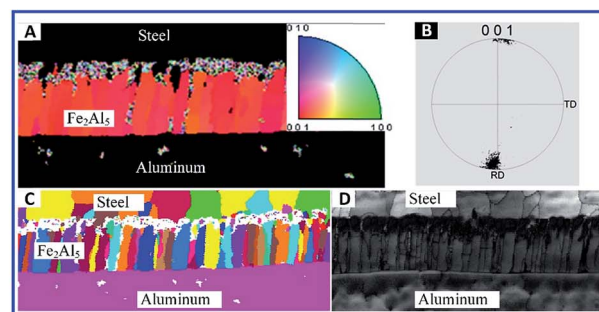 A
Steel
Fe2Al5
Aluminum
0 1 0
0 0 1
1 0 0
B
0 0 1
TD
RD
C
Steel
Fe2Al5
Aluminum
D
Steel
Aluminum